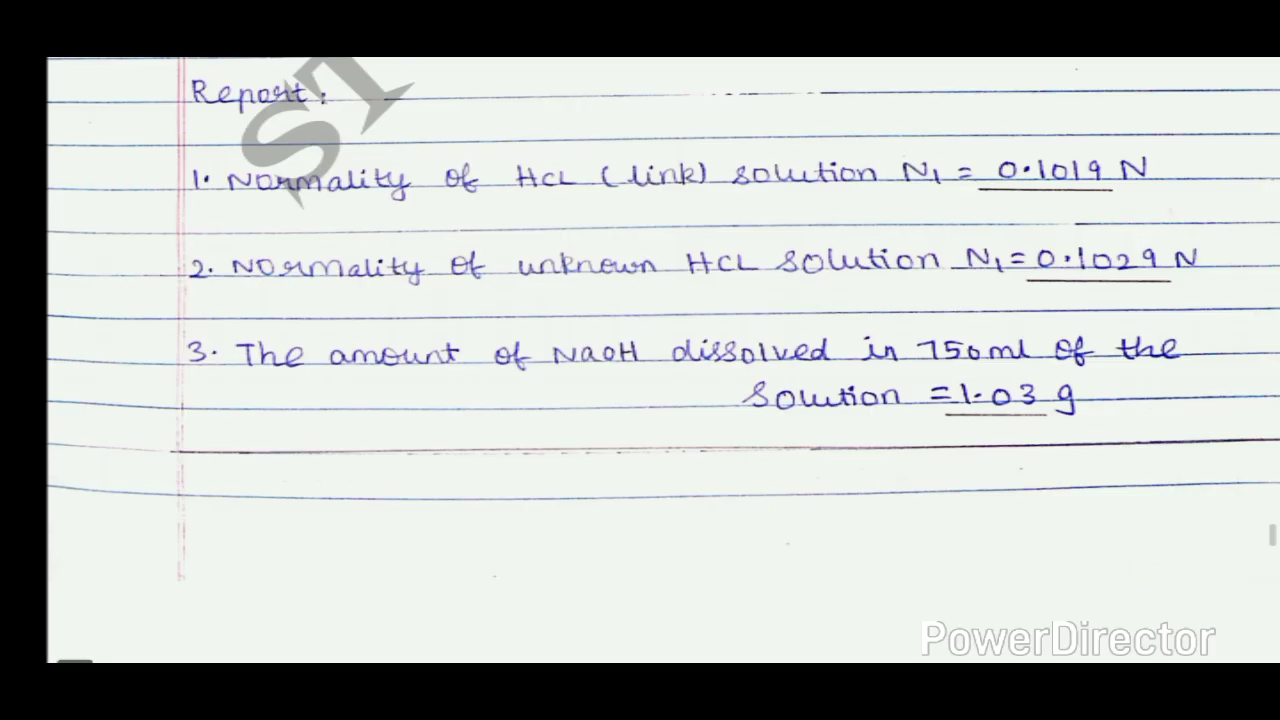 Report:
1. Normality of HCL (link) solution N₁ = 0.1019 N
2. Normality of unknown HCL solution N₁ = 0.1029 N
3. The amount of NaOH dissolved in 750ml of the
solution = 1.03 g
ST
PowerDirector